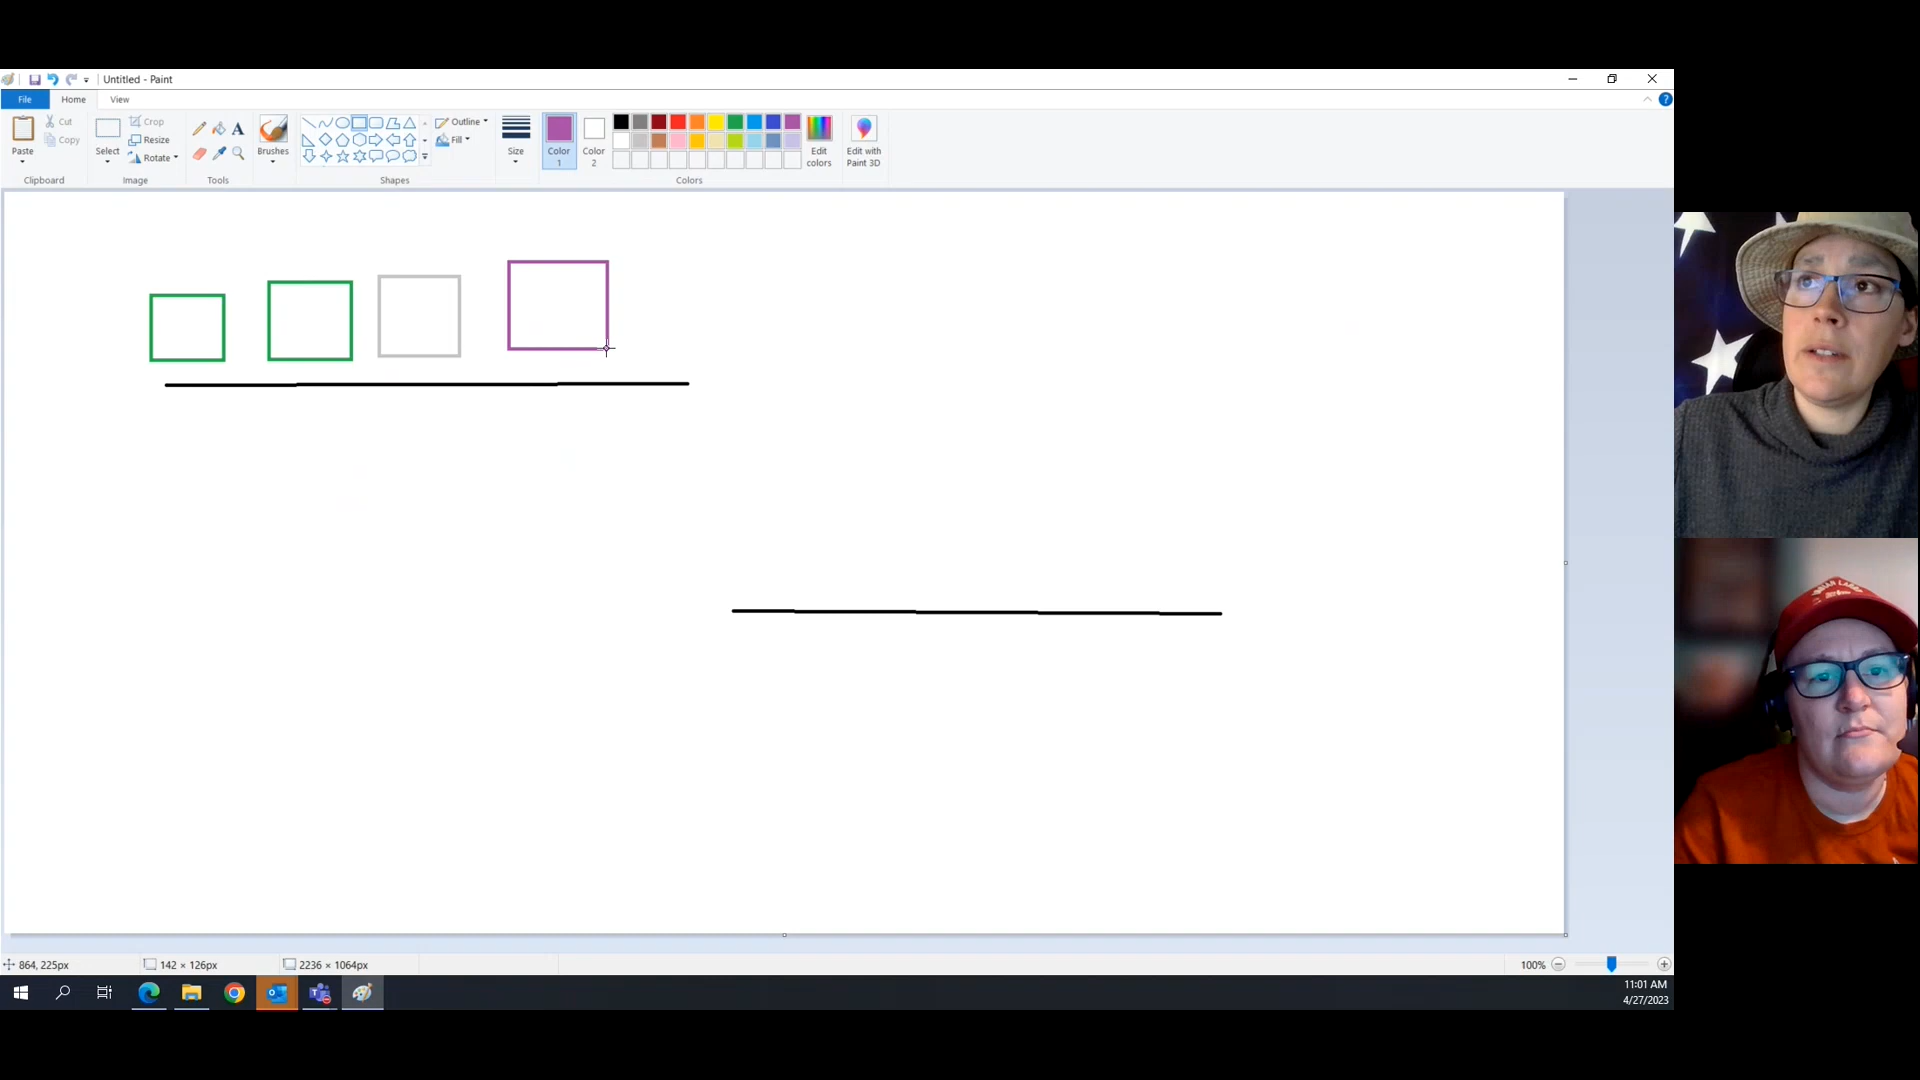 Untitled - Paint
File Home View
Paste
Cut
Copy
Clipboard
Select
Crop
Resize
Rotate
Image
Tools
Brushes
Shapes
Outline
Fill
Size
Color 1
Color 2
Colors
Edit colors
Edit with Paint 3D
864, 225px
142 × 126px
2236 × 1064px
100%
11:01 AM
4/27/2023